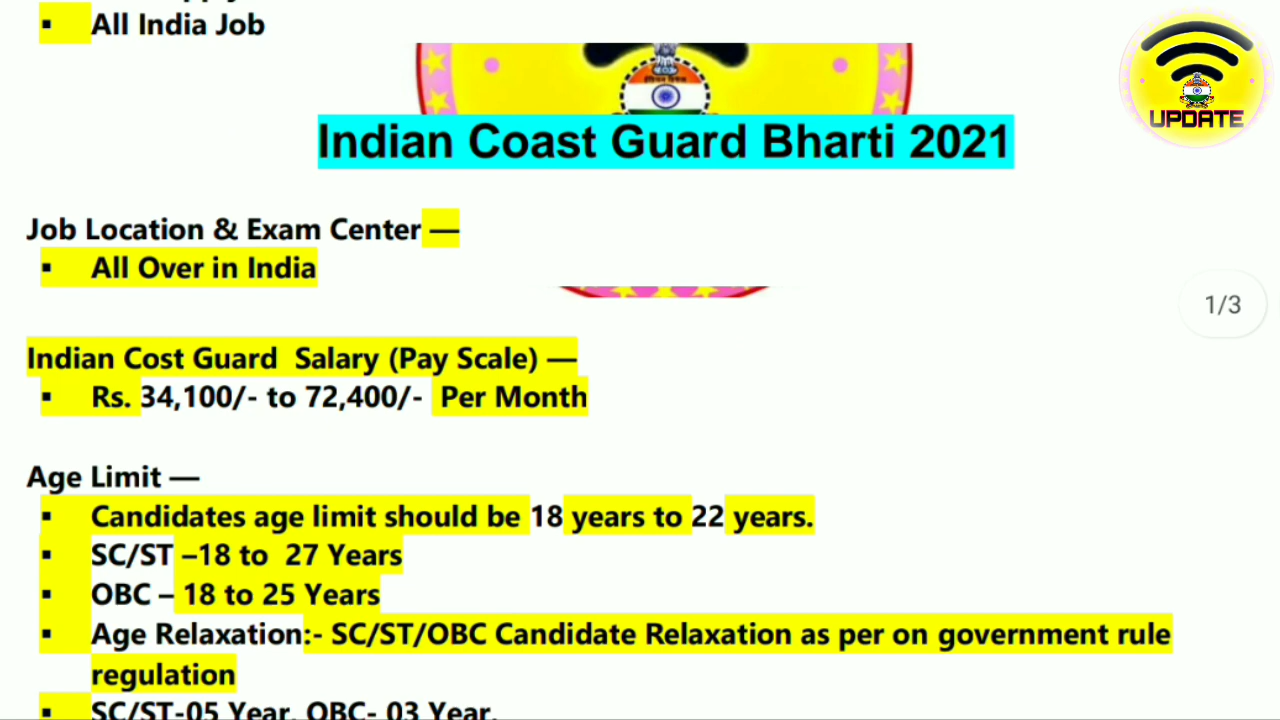 ▪ All India Job
UPDATE
Indian Coast Guard Bharti 2021
Job Location & Exam Center —
▪ All Over in India
1/3
Indian Cost Guard Salary (Pay Scale) —
▪ Rs. 34,100/- to 72,400/- Per Month
Age Limit —
▪ Candidates age limit should be 18 years to 22 years.
▪ SC/ST –18 to 27 Years
▪ OBC – 18 to 25 Years
▪ Age Relaxation:- SC/ST/OBC Candidate Relaxation as per on government rule
regulation
▪ SC/ST-05 Year, OBC- 03 Year.